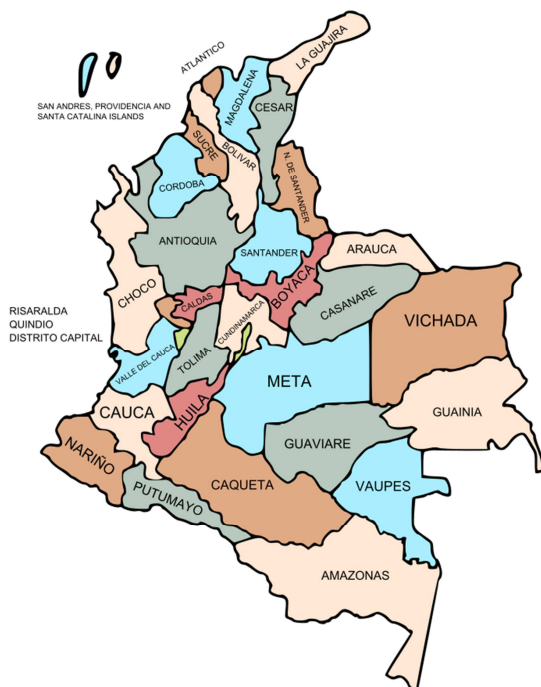 LA GUAJIRA
ATLANTICO
MAGDALENA
CESAR
SAN ANDRES, PROVIDENCIA AND
SANTA CATALINA ISLANDS
SUCRE
BOLIVAR
N. DE SANTANDER
CORDOBA
ANTIOQUIA
SANTANDER
ARAUCA
CHOCO
CALDAS
BOYACA
CASANARE
RISARALDA
QUINDIO
DISTRITO CAPITAL
CUNDINAMARCA
VICHADA
VALLE DEL CAUCA
TOLIMA
META
CAUCA
HUILA
GUAINIA
NARIÑO
GUAVIARE
PUTUMAYO
CAQUETA
VAUPES
AMAZONAS